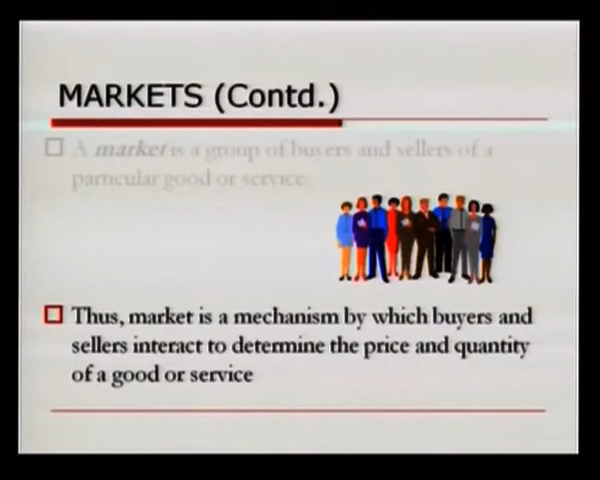 MARKETS (Contd.)
A market is a group of buyers and sellers of a
particular good or service.
Thus, market is a mechanism by which buyers and
sellers interact to determine the price and quantity
of a good or service